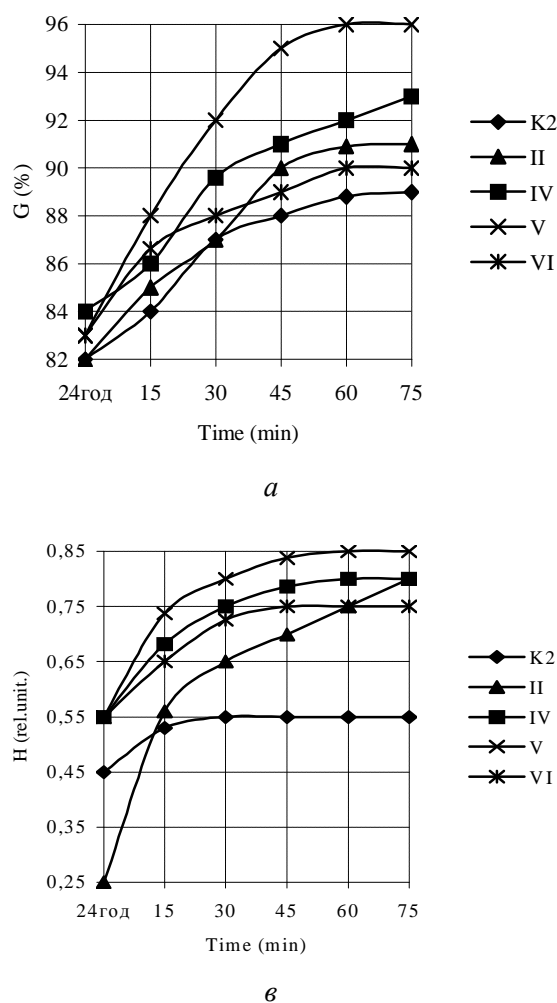 96
94
92
90
88
86
84
82
G (%)
24год 15 30 45 60 75
Time (min)
K2
II
IV
V
VI
а
0,85
0,75
0,65
0,55
0,45
0,35
0,25
H (rel.unit.)
24год 15 30 45 60 75
Time (min)
K2
II
IV
V
VI
в